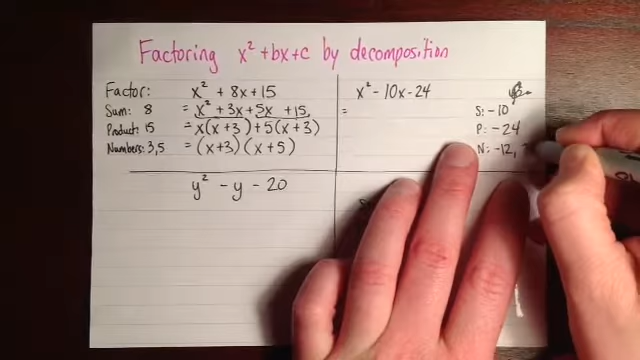 Factoring x² + bx + c by decomposition
Factor: x² + 8x + 15
Sum: 8 = x² + 3x + 5x + 15
Product: 15 = x(x+3) + 5(x+3)
Numbers: 3,5 = (x+3)(x+5)
x² - 10x - 24
=
S: -10
P: -24
N: -12,
y² - y - 20